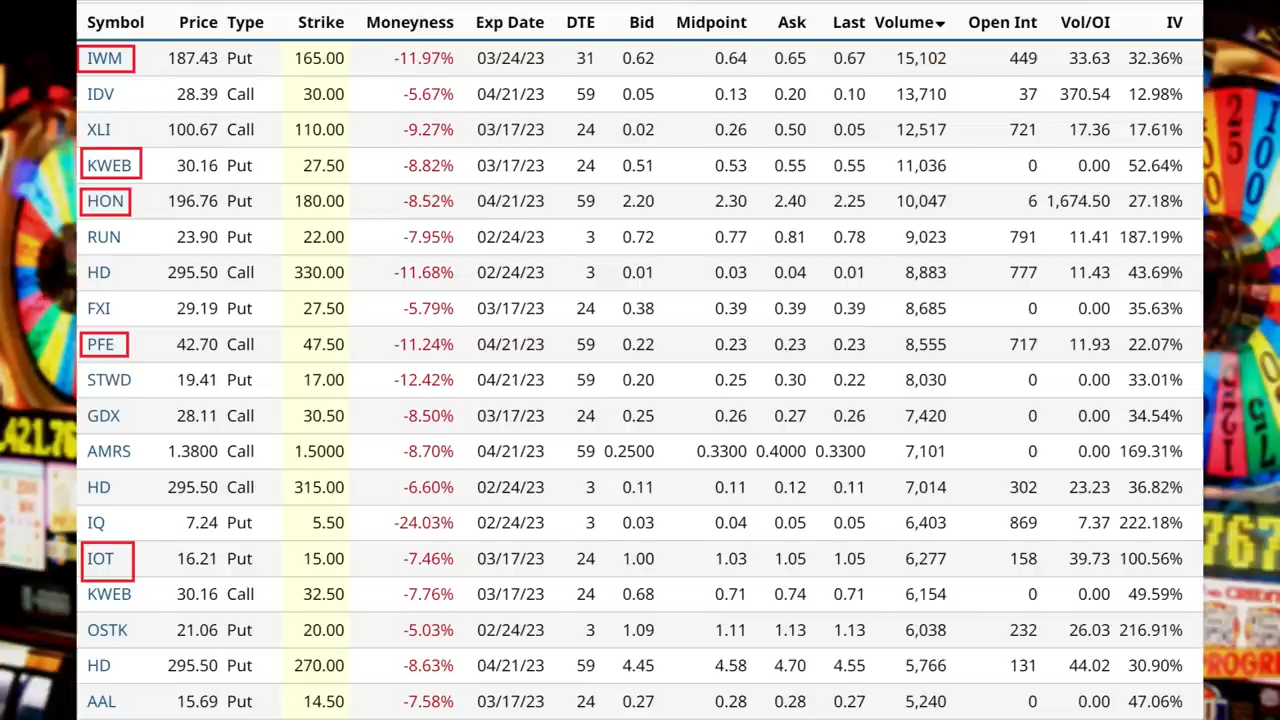 Symbol Price Type Strike Moneyness Exp Date DTE Bid Midpoint Ask Last Volume Open Int Vol/OI IV
IWM 187.43 Put 165.00 -11.97% 03/24/23 31 0.62 0.64 0.65 0.67 15,102 449 33.63 32.36%
IDV 28.39 Call 30.00 -5.67% 04/21/23 59 0.05 0.13 0.20 0.10 13,710 37 370.54 12.98%
XLI 100.67 Call 110.00 -9.27% 03/17/23 24 0.02 0.26 0.50 0.05 12,517 721 17.36 17.61%
KWEB 30.16 Put 27.50 -8.82% 03/17/23 24 0.51 0.53 0.55 0.55 11,036 0 0.00 52.64%
HON 196.76 Put 180.00 -8.52% 04/21/23 59 2.20 2.30 2.40 2.25 10,047 6 1,674.50 27.18%
RUN 23.90 Put 22.00 -7.95% 02/24/23 3 0.72 0.77 0.81 0.78 9,023 791 11.41 187.19%
HD 295.50 Call 330.00 -11.68% 02/24/23 3 0.01 0.03 0.04 0.01 8,883 777 11.43 43.69%
FXI 29.19 Put 27.50 -5.79% 03/17/23 24 0.38 0.39 0.39 0.39 8,685 0 0.00 35.63%
PFE 42.70 Call 47.50 -11.24% 04/21/23 59 0.22 0.23 0.23 0.23 8,555 717 11.93 22.07%
STWD 19.41 Put 17.00 -12.42% 04/21/23 59 0.20 0.25 0.30 0.22 8,030 0 0.00 33.01%
GDX 28.11 Call 30.50 -8.50% 03/17/23 24 0.25 0.26 0.27 0.26 7,420 0 0.00 34.54%
AMRS 1.3800 Call 1.5000 -8.70% 04/21/23 59 0.2500 0.3300 0.4000 0.3300 7,101 0 0.00 169.31%
HD 295.50 Call 315.00 -6.60% 02/24/23 3 0.11 0.11 0.12 0.11 7,014 302 23.23 36.82%
IQ 7.24 Put 5.50 -24.03% 02/24/23 3 0.03 0.04 0.05 0.05 6,403 869 7.37 222.18%
IOT 16.21 Put 15.00 -7.46% 03/17/23 24 1.00 1.03 1.05 1.05 6,277 158 39.73 100.56%
KWEB 30.16 Call 32.50 -7.76% 03/17/23 24 0.68 0.71 0.74 0.71 6,154 0 0.00 49.59%
OSTK 21.06 Put 20.00 -5.03% 02/24/23 3 1.09 1.11 1.13 1.13 6,038 232 26.03 216.91%
HD 295.50 Put 270.00 -8.63% 04/21/23 59 4.45 4.58 4.70 4.55 5,766 131 44.02 30.90%
AAL 15.69 Put 14.50 -7.58% 03/17/23 24 0.27 0.28 0.28 0.27 5,240 0 0.00 47.06%